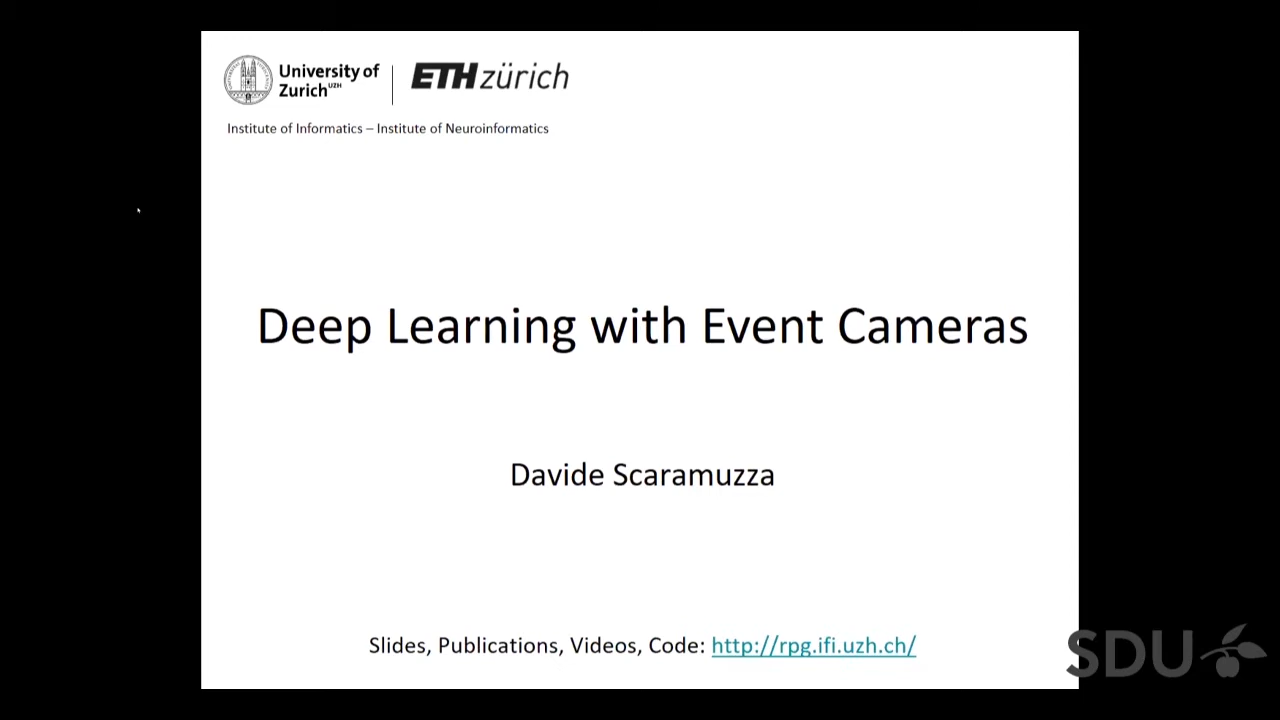 University of
Zurich UZH
ETH zürich
Institute of Informatics – Institute of Neuroinformatics
Deep Learning with Event Cameras
Davide Scaramuzza
Slides, Publications, Videos, Code: http://rpg.ifi.uzh.ch/
SDU